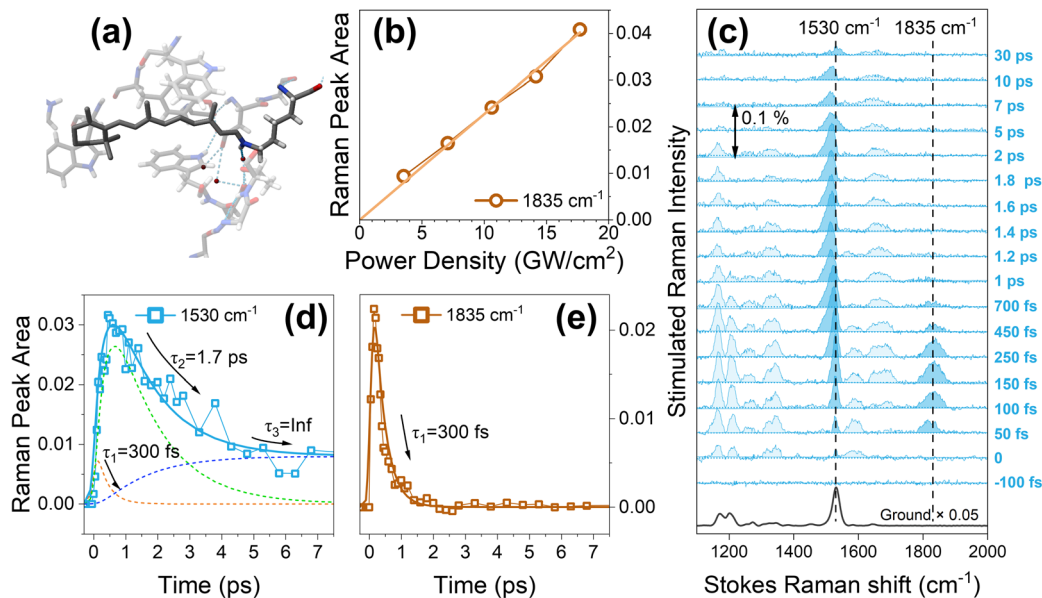 (a)
(b)
Raman Peak Area
0.04
0.03
0.02
0.01
0.00
1835 cm⁻¹
0 4 8 12 16 20
Power Density (GW/cm²)
(c)
1530 cm⁻¹ 1835 cm⁻¹
Stimulated Raman Intensity
0.1 %
30 ps
10 ps
7 ps
5 ps
2 ps
1.8 ps
1.6 ps
1.4 ps
1.2 ps
1 ps
700 fs
450 fs
250 fs
150 fs
100 fs
50 fs
0
-100 fs
Ground × 0.05
1200 1400 1600 1800 2000
Stokes Raman shift (cm⁻¹)
(d)
Raman Peak Area
0.03
0.02
0.01
0.00
1530 cm⁻¹
τ₂=1.7 ps
τ₃=Inf
τ₁=300 fs
0 1 2 3 4 5 6 7
Time (ps)
(e)
1835 cm⁻¹
0.02
0.01
0.00
τ₁=300 fs
0 1 2 3 4 5 6 7
Time (ps)